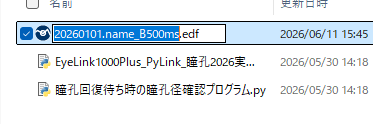 名前
更新日時
20260101.name_B500ms.edf
2026/06/11 15:45
EyeLink1000Plus_PyLink_瞳孔2026実...
2026/05/30 14:18
瞳孔回復待ち時の瞳孔径確認プログラム.py
2026/05/30 14:18